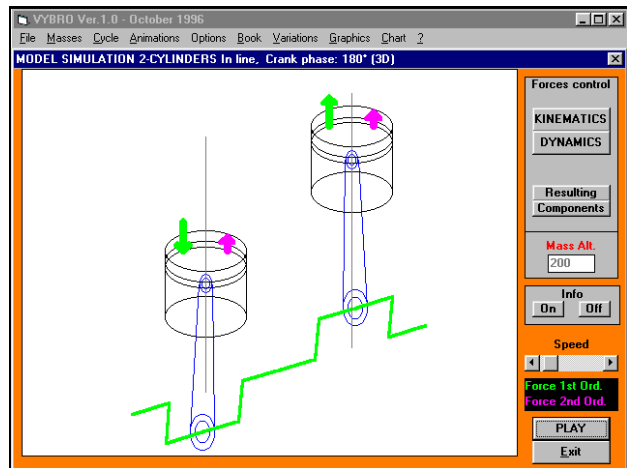 VYBRO Ver.1.0 - October 1996
File Masses Cycle Animations Options Book Variations Graphics Chart ?
MODEL SIMULATION 2-CYLINDERS In line, Crank phase: 180° (3D)
Forces control
KINEMATICS
DYNAMICS
Resulting
Components
Mass Alt.
200
Info
On Off
Speed
Force 1st Ord.
Force 2nd Ord.
PLAY
Exit